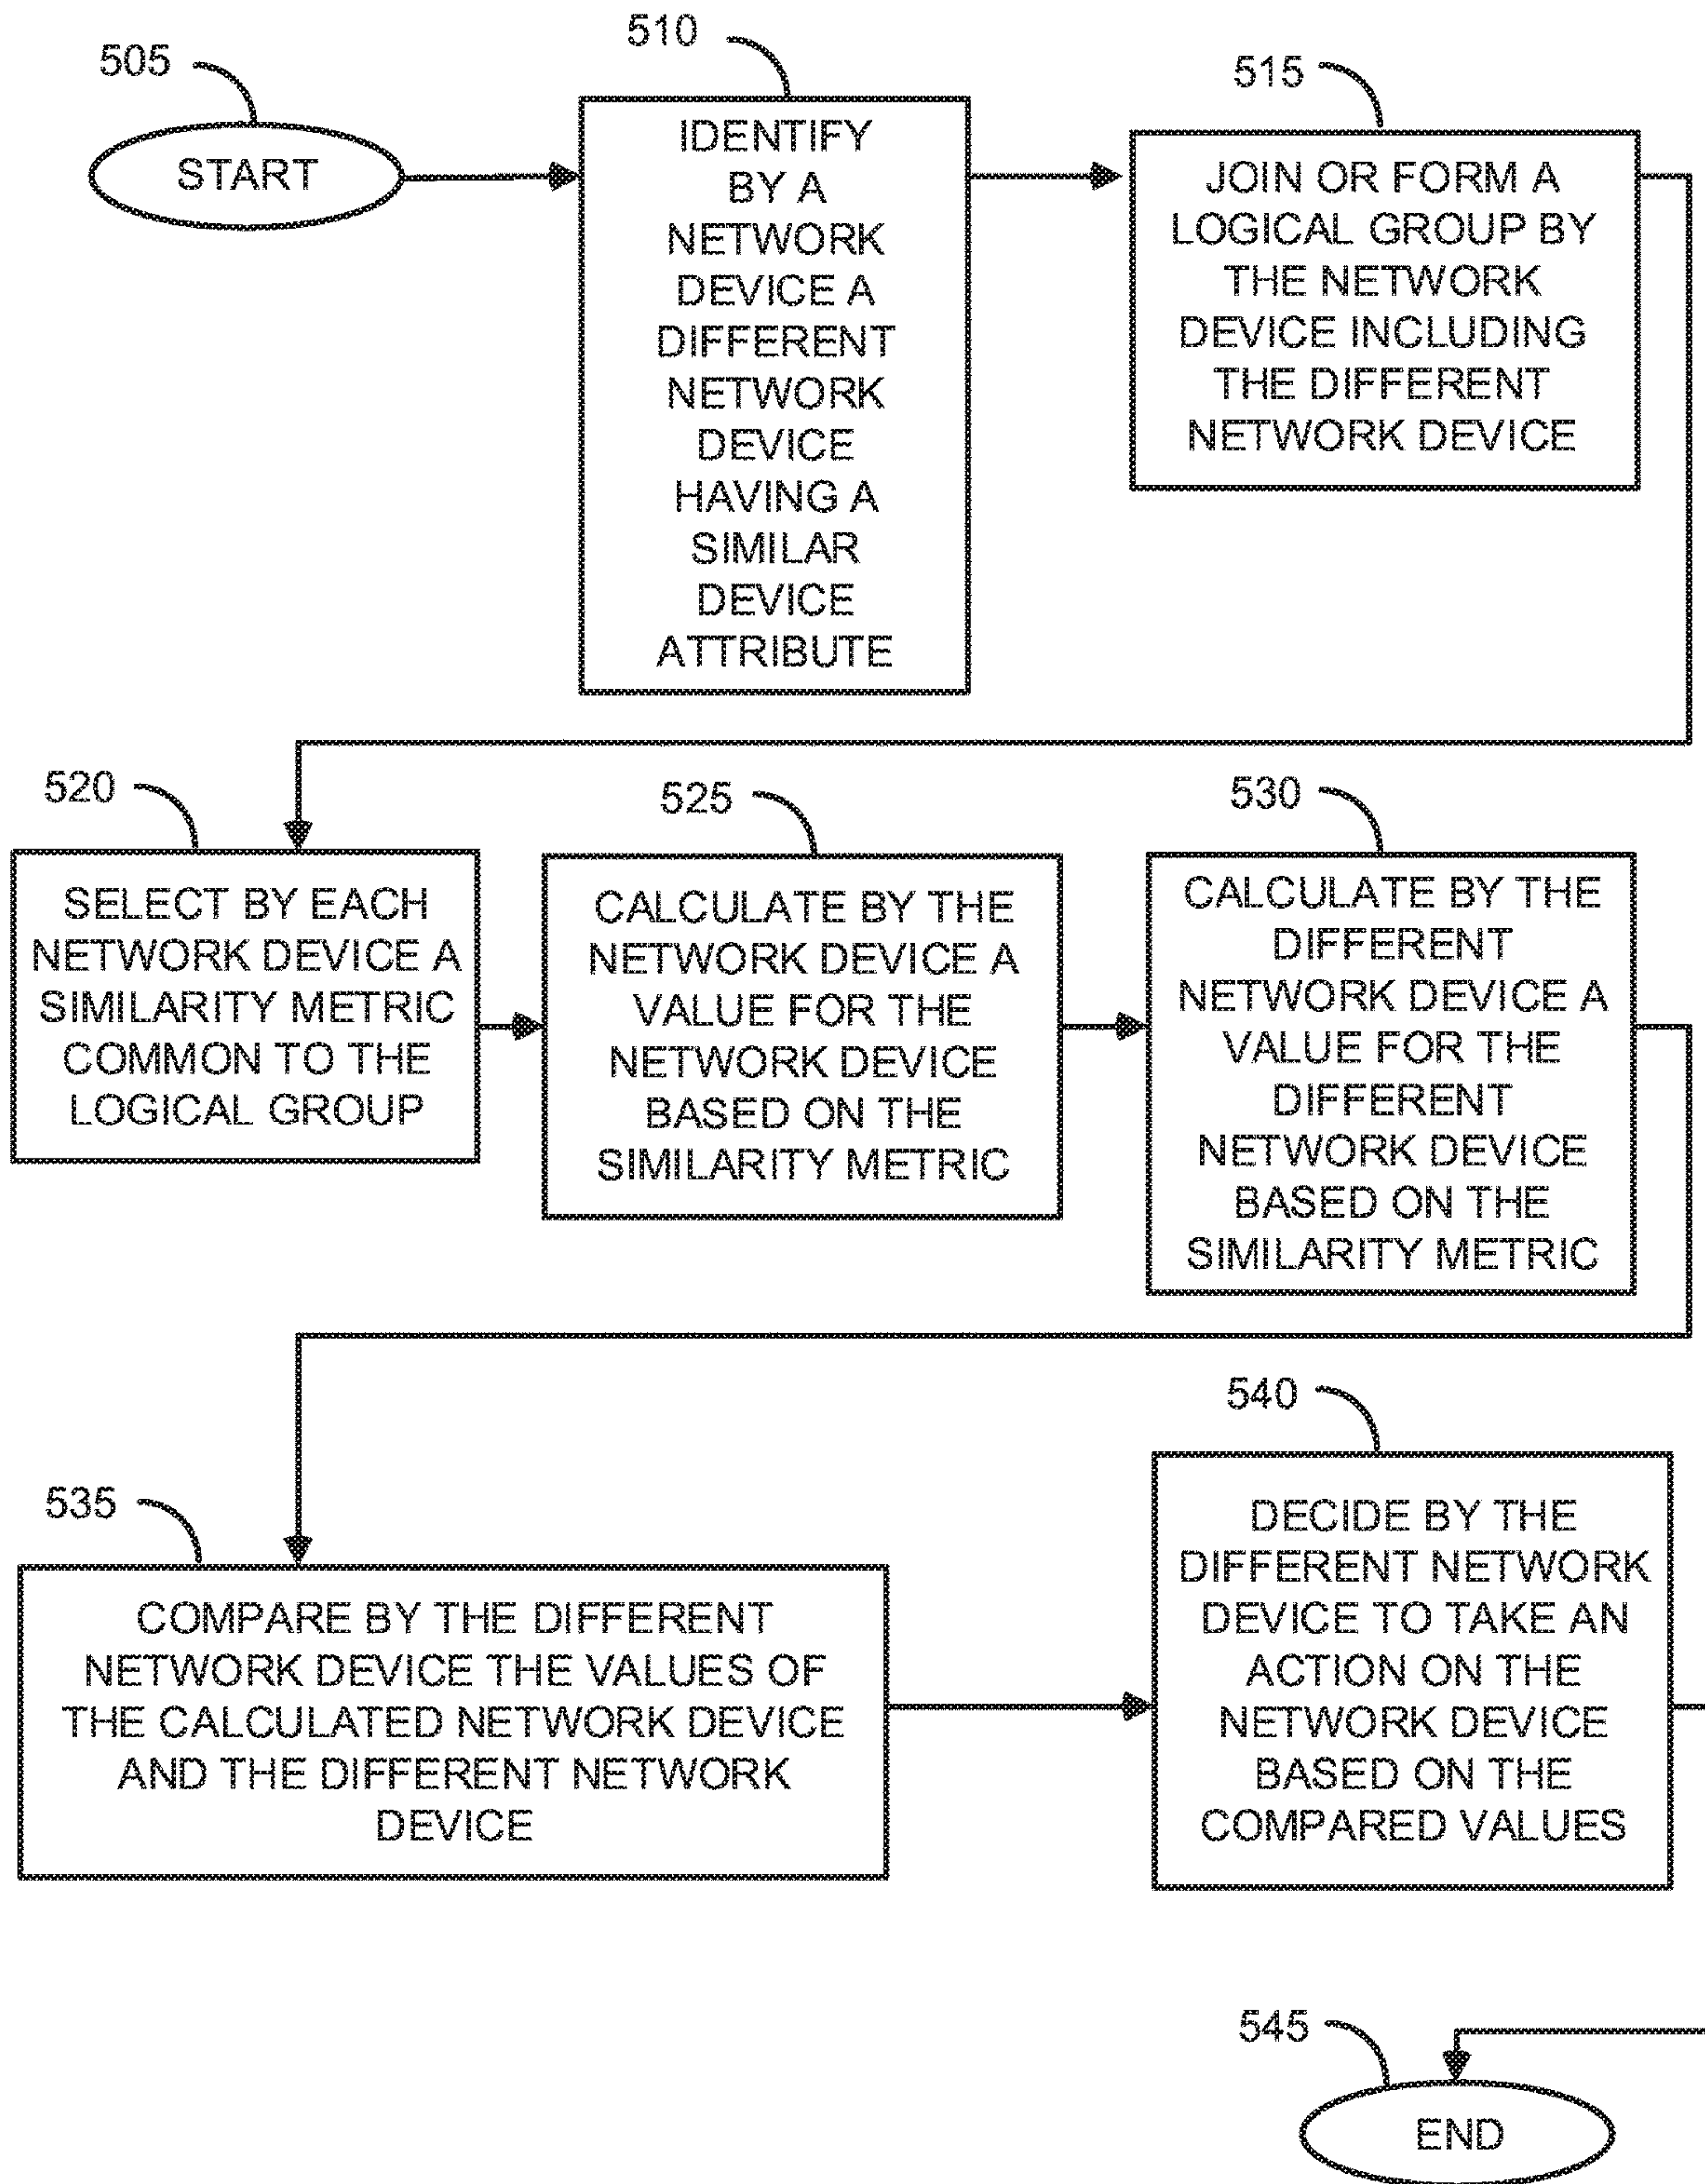 505
START
510
IDENTIFY
BY A
NETWORK
DEVICE A
DIFFERENT
NETWORK
DEVICE
HAVING A
SIMILAR
DEVICE
ATTRIBUTE
515
JOIN OR FORM A
LOGICAL GROUP BY
THE NETWORK
DEVICE INCLUDING
THE DIFFERENT
NETWORK DEVICE
520
SELECT BY EACH
NETWORK DEVICE A
SIMILARITY METRIC
COMMON TO THE
LOGICAL GROUP
525
CALCULATE BY THE
NETWORK DEVICE A
VALUE FOR THE
NETWORK DEVICE
BASED ON THE
SIMILARITY METRIC
530
CALCULATE BY THE
DIFFERENT
NETWORK DEVICE A
VALUE FOR THE
DIFFERENT
NETWORK DEVICE
BASED ON THE
SIMILARITY METRIC
535
COMPARE BY THE DIFFERENT
NETWORK DEVICE THE VALUES OF
THE CALCULATED NETWORK DEVICE
AND THE DIFFERENT NETWORK
DEVICE
540
DECIDE BY THE
DIFFERENT NETWORK
DEVICE TO TAKE AN
ACTION ON THE
NETWORK DEVICE
BASED ON THE
COMPARED VALUES
545
END